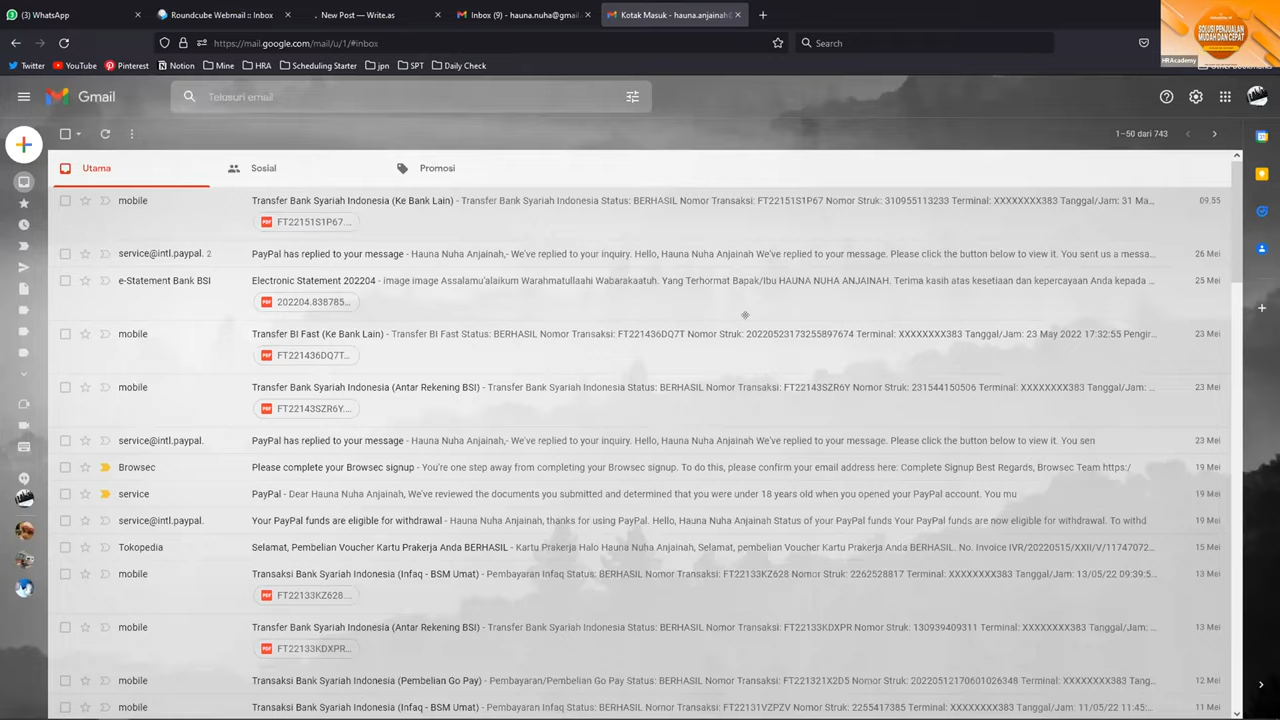 (3) WhatsApp
Roundcube Webmail :: Inbox
New Post — Write.as
Inbox (9) - hauna.nuha@gmail.
Kotak Masuk - hauna.anjainah@
https://mail.google.com/mail/u/1/#inbox
Search
SOLUSI PENJUALAN
MUDAH DAN CEPAT
HRAcademy
Twitter
YouTube
Pinterest
Notion
Mine
HRA
Scheduling Starter
jpn
SPT
Daily Check
Gmail
Telusuri email
1–50 dari 743
Utama
Sosial
Promosi
mobile Transfer Bank Syariah Indonesia (Ke Bank Lain) - Transfer Bank Syariah Indonesia Status: BERHASIL Nomor Transaksi: FT22151S1P67 Nomor Struk: 310955113233 Terminal: XXXXXXXX383 Tanggal/Jam: 31 Ma... 09.55
PDF FT22151S1P67....
service@intl.paypal. 2 PayPal has replied to your message - Hauna Nuha Anjainah,- We've replied to your inquiry. Hello, Hauna Nuha Anjainah We've replied to your message. Please click the button below to view it. You sent us a messa... 26 Mei
e-Statement Bank BSI Electronic Statement 202204 - image image Assalamu'alaikum Warahmatullaahi Wabarakaatuh. Yang Terhormat Bapak/Ibu HAUNA NUHA ANJAINAH. Terima kasih atas kesetiaan dan kepercayaan Anda kepada ... 25 Mei
PDF 202204.838785...
mobile Transfer BI Fast (Ke Bank Lain) - Transfer BI Fast Status: BERHASIL Nomor Transaksi: FT221436DQ7T Nomor Struk: 20220523173255897674 Terminal: XXXXXXXX383 Tanggal/Jam: 23 May 2022 17:32:55 Pengir... 23 Mei
PDF FT221436DQ7T...
mobile Transfer Bank Syariah Indonesia (Antar Rekening BSI) - Transfer Bank Syariah Indonesia Status: BERHASIL Nomor Transaksi: FT22143SZR6Y Nomor Struk: 231544150506 Terminal: XXXXXXXX383 Tanggal/Jam: ... 23 Mei
PDF FT22143SZR6Y....
service@intl.paypal. PayPal has replied to your message - Hauna Nuha Anjainah,- We've replied to your inquiry. Hello, Hauna Nuha Anjainah We've replied to your message. Please click the button below to view it. You sen 23 Mei
Browsec Please complete your Browsec signup - You're one step away from completing your Browsec signup. To do this, please confirm your email address here: Complete Signup Best Regards, Browsec Team https:/ 19 Mei
service PayPal - Dear Hauna Nuha Anjainah, We've reviewed the documents you submitted and determined that you were under 18 years old when you opened your PayPal account. You mu 19 Mei
service@intl.paypal. Your PayPal funds are eligible for withdrawal - Hauna Nuha Anjainah, thanks for using PayPal. Hello, Hauna Nuha Anjainah Status of your PayPal funds Your PayPal funds are now eligible for withdrawal. To withd 19 Mei
Tokopedia Selamat, Pembelian Voucher Kartu Prakerja Anda BERHASIL - Kartu Prakerja Halo Hauna Nuha Anjainah, Selamat, pembelian Voucher Kartu Prakerja Anda BERHASIL. No. Invoice IVR/20220515/XXII/V/11747072... 15 Mei
mobile Transaksi Bank Syariah Indonesia (Infaq - BSM Umat) - Pembayaran Infaq Status: BERHASIL Nomor Transaksi: FT22133KZ628 Nomor Struk: 2262528817 Terminal: XXXXXXXX383 Tanggal/Jam: 13/05/22 09:39:5... 13 Mei
PDF FT22133KZ628...
mobile Transfer Bank Syariah Indonesia (Antar Rekening BSI) - Transfer Bank Syariah Indonesia Status: BERHASIL Nomor Transaksi: FT22133KDXPR Nomor Struk: 130939409311 Terminal: XXXXXXXX383 Tanggal/Jam:... 13 Mei
PDF FT22133KDXPR...
mobile Transaksi Bank Syariah Indonesia (Pembelian Go Pay) - Pembayaran/Pembelian Go Pay Status: BERHASIL Nomor Transaksi: FT221321X2D5 Nomor Struk: 20220512170601026348 Terminal: XXXXXXXX383 Tang... 12 Mei
mobile Transaksi Bank Syariah Indonesia (Infaq - BSM Umat) - Pembayaran Infaq Status: BERHASIL Nomor Transaksi: FT22131VZPZV Nomor Struk: 2255417385 Terminal: XXXXXXXX383 Tanggal/Jam: 11/05/22 11:45:... 11 Mei